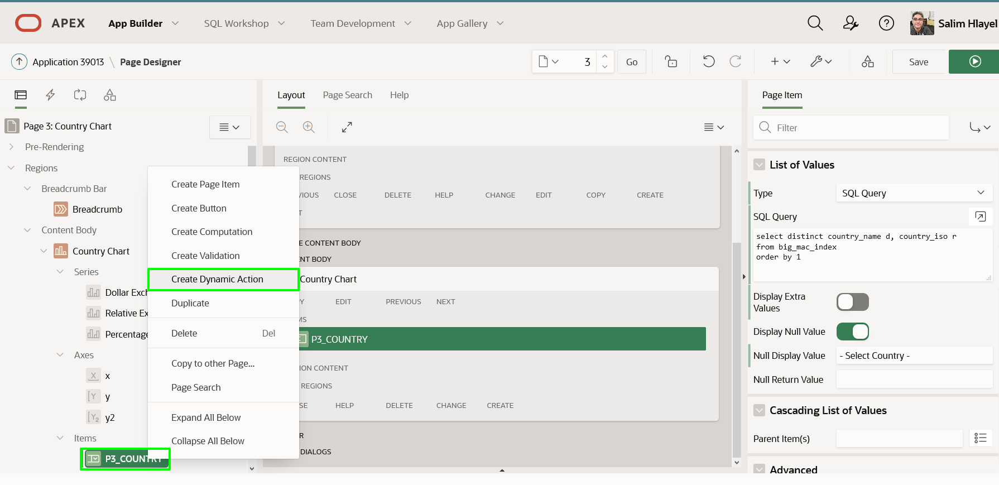 APEX App Builder SQL Workshop Team Development App Gallery Salim Hlayel
Application 39013 \ Page Designer 3 Go Save
Layout Page Search Help
Page Item
Page 3: Country Chart
Filter
Pre-Rendering
Regions
Breadcrumb Bar
Breadcrumb
Content Body
Country Chart
Series
Dollar Exch
Relative Ex
Percentage
Axes
X x
Y y
Y2 y2
Items
P3_COUNTRY
Create Page Item
Create Button
Create Computation
Create Validation
Create Dynamic Action
Duplicate
Delete Del
Copy to other Page...
Page Search
Expand All Below
Collapse All Below
REGION CONTENT
REGIONS
IOUS CLOSE DELETE HELP CHANGE EDIT COPY CREATE
T
E CONTENT BODY
NT BODY
Country Chart
Y EDIT PREVIOUS NEXT
MS
P3_COUNTRY
ION CONTENT
REGIONS
SE HELP DELETE CHANGE CREATE
R
DIALOGS
List of Values
Type SQL Query
SQL Query
select distinct country_name d, country_iso r
from big_mac_index
order by 1
Display Extra
Values
Display Null Value
Null Display Value - Select Country -
Null Return Value
Cascading List of Values
Parent Item(s)
Advanced